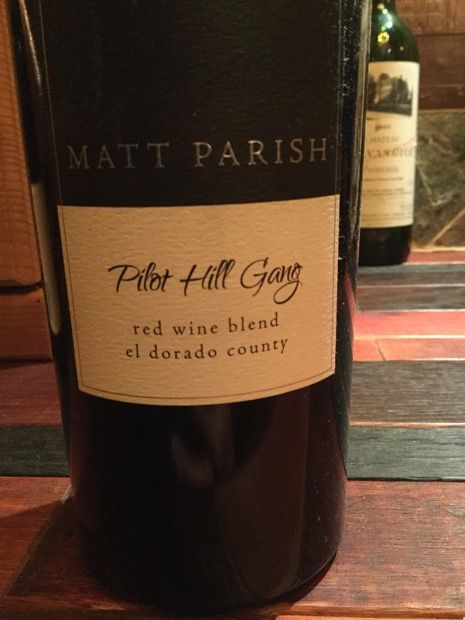 MATT PARISH
Pilot Hill Gang
red wine blend
el dorado county